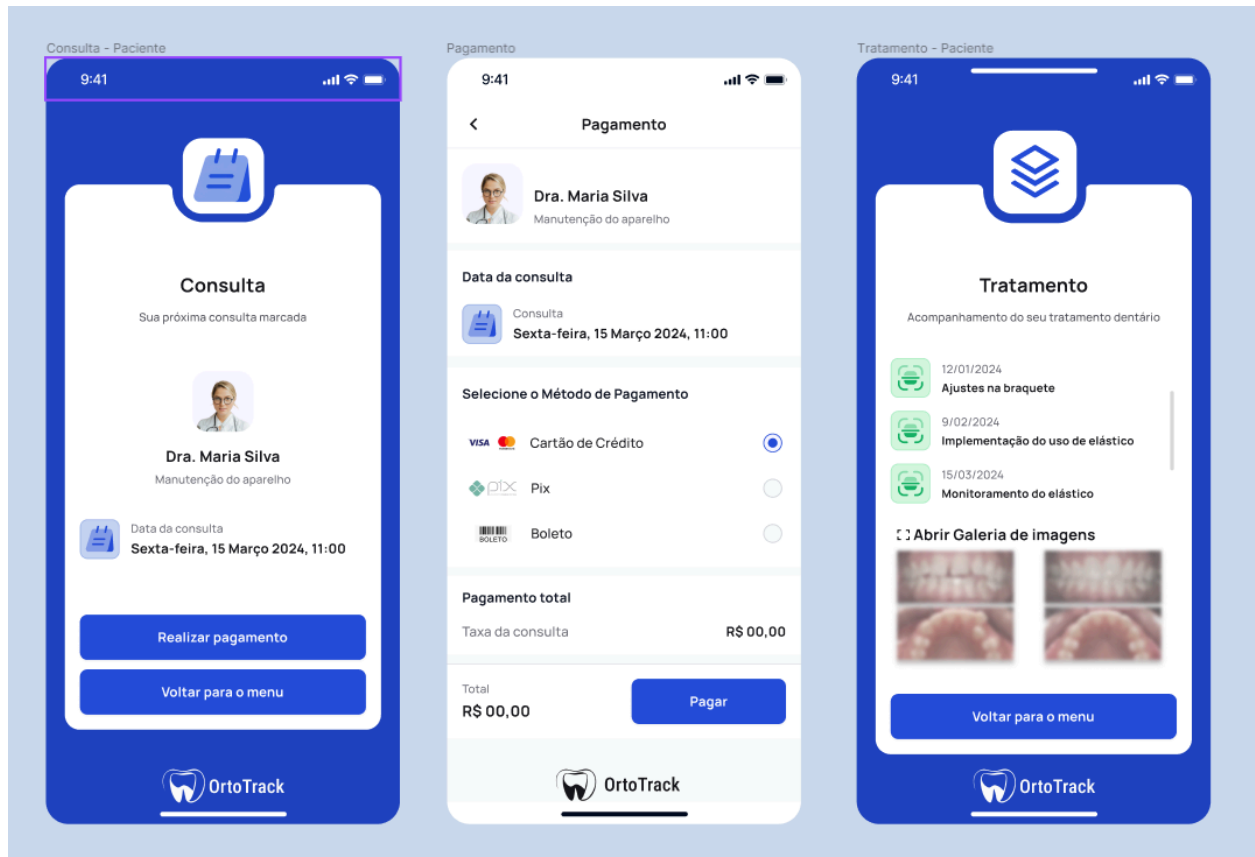 Consulta - Paciente
9:41
Consulta
Sua próxima consulta marcada
Dra. Maria Silva
Manutenção do aparelho
Data da consulta
Sexta-feira, 15 Março 2024, 11:00
Realizar pagamento
Voltar para o menu
OrtoTrack
Pagamento
9:41
Pagamento
Dra. Maria Silva
Manutenção do aparelho
Data da consulta
Consulta
Sexta-feira, 15 Março 2024, 11:00
Selecione o Método de Pagamento
VISA Cartão de Crédito
pix Pix
BOLETO Boleto
Pagamento total
Taxa da consulta R$ 00,00
Total
R$ 00,00
Pagar
OrtoTrack
Tratamento - Paciente
9:41
Tratamento
Acompanhamento do seu tratamento dentário
12/01/2024
Ajustes na braquete
9/02/2024
Implementação do uso de elástico
15/03/2024
Monitoramento do elástico
Abrir Galeria de imagens
Voltar para o menu
OrtoTrack